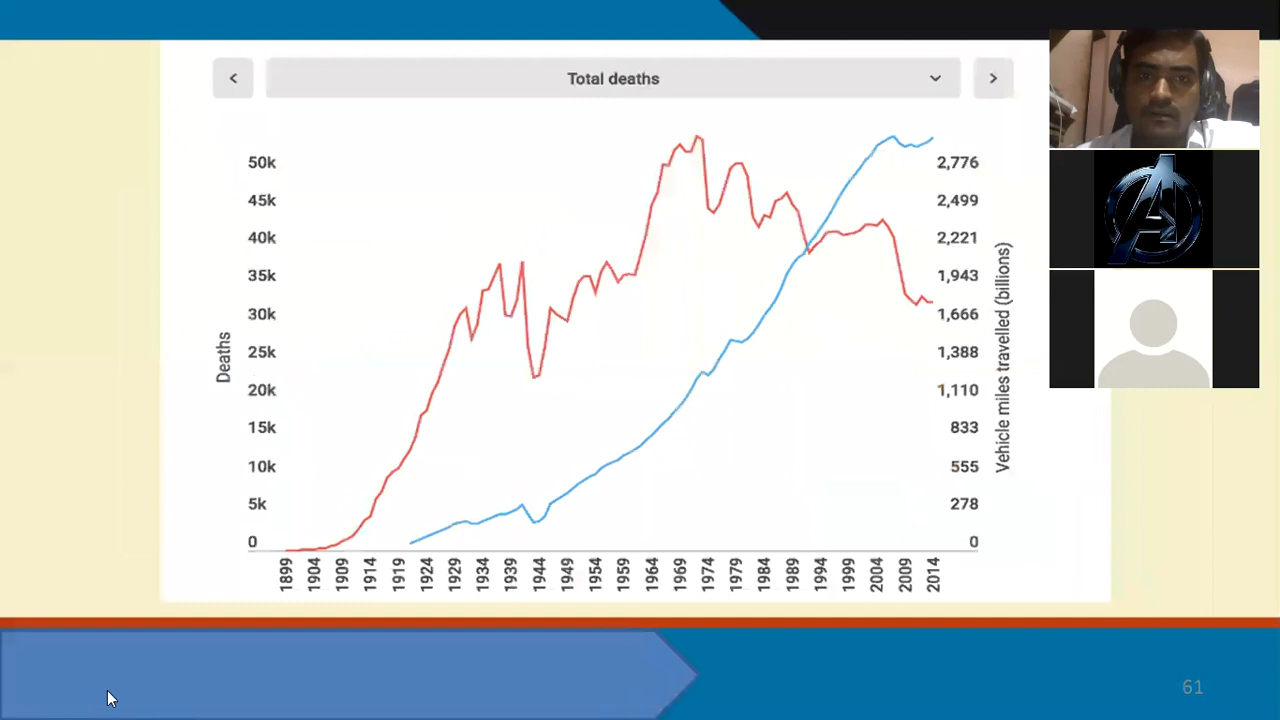 < Total deaths >
50k 2,776
45k 2,499
40k 2,221
35k 1,943
30k 1,666
25k 1,388
20k 1,110
15k 833
10k 555
5k 278
0 0
Deaths
Vehicle miles travelled (billions)
1899 1904 1909 1914 1919 1924 1929 1934 1939 1944 1949 1954 1959 1964 1969 1974 1979 1984 1989 1994 1999 2004 2009 2014
61